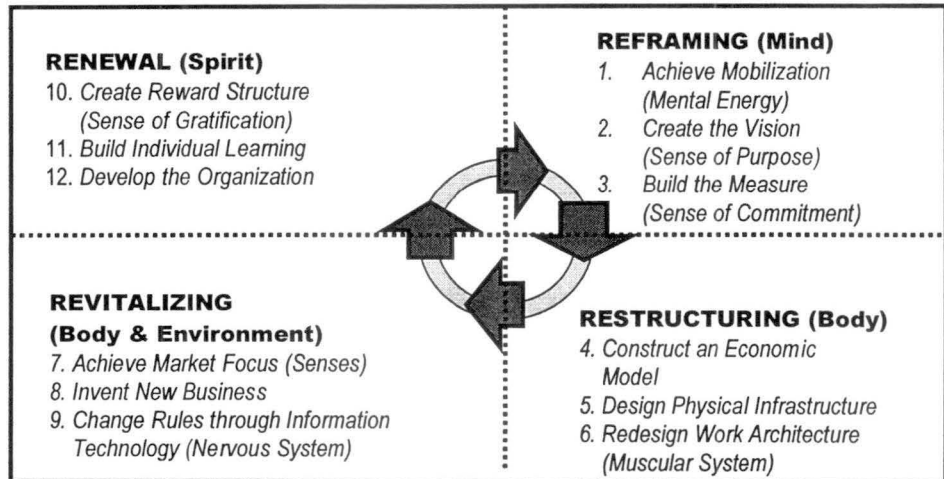 RENEWAL (Spirit)
10. Create Reward Structure
(Sense of Gratification)
11. Build Individual Learning
12. Develop the Organization
REFRAMING (Mind)
1. Achieve Mobilization
(Mental Energy)
2. Create the Vision
(Sense of Purpose)
3. Build the Measure
(Sense of Commitment)
REVITALIZING
(Body & Environment)
7. Achieve Market Focus (Senses)
8. Invent New Business
9. Change Rules through Information
Technology (Nervous System)
RESTRUCTURING (Body)
4. Construct an Economic
Model
5. Design Physical Infrastructure
6. Redesign Work Architecture
(Muscular System)